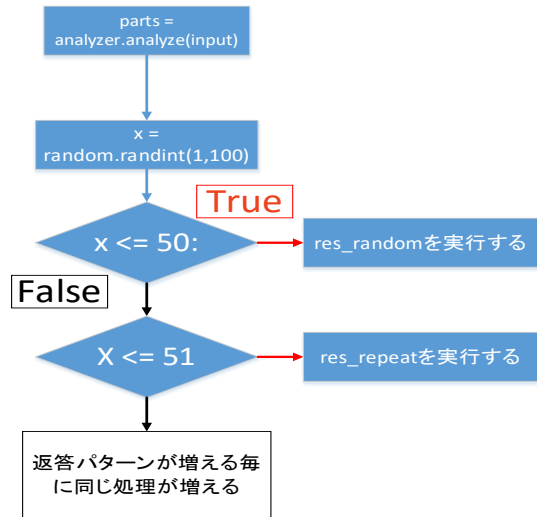 parts =
analyzer.analyze(input)
x =
random.randint(1,100)
True
x <= 50:
res_randomを実行する
False
X <= 51
res_repeatを実行する
返答パターンが増える毎
に同じ処理が増える